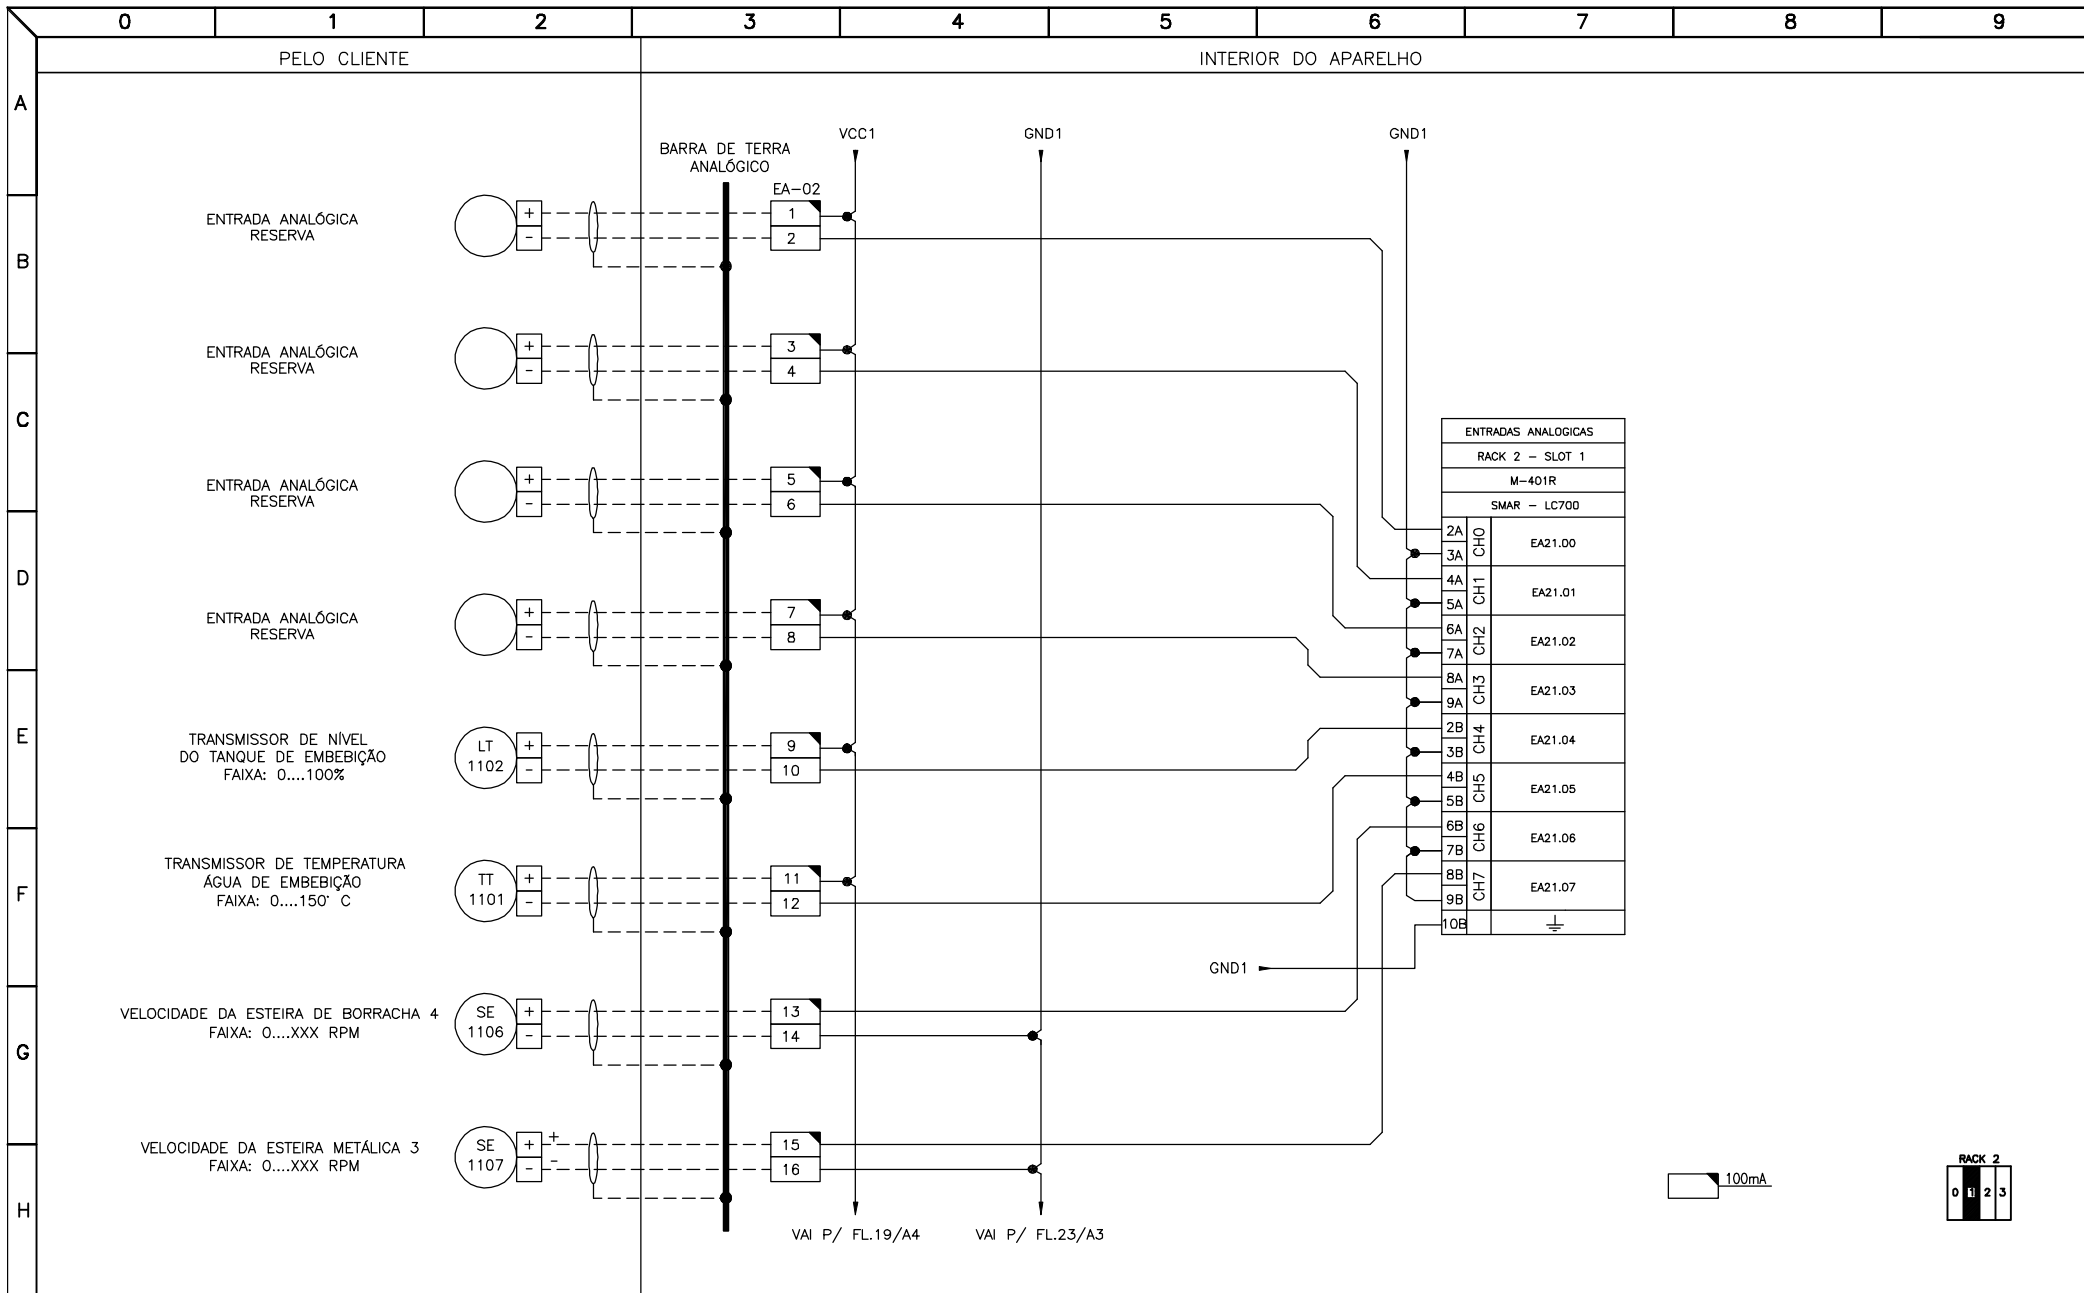 0 1 2 3 4 5 6 7 8 9
PELO CLIENTE
INTERIOR DO APARELHO
A
B
C
D
E
F
G
H
VCC1
GND1
GND1
BARRA DE TERRA
ANALÓGICO
EA-02
ENTRADA ANALÓGICA
RESERVA
+
-
1
2
ENTRADA ANALÓGICA
RESERVA
+
-
3
4
ENTRADA ANALÓGICA
RESERVA
+
-
5
6
ENTRADA ANALÓGICA
RESERVA
+
-
7
8
TRANSMISSOR DE NÍVEL
DO TANQUE DE EMBEBIÇÃO
FAIXA: 0....100%
LT
1102
+
-
9
10
TRANSMISSOR DE TEMPERATURA
ÁGUA DE EMBEBIÇÃO
FAIXA: 0....150° C
TT
1101
+
-
11
12
VELOCIDADE DA ESTEIRA DE BORRACHA 4
FAIXA: 0....XXX RPM
SE
1106
+
-
13
14
VELOCIDADE DA ESTEIRA METÁLICA 3
FAIXA: 0....XXX RPM
SE
1107
+
-
+
-
15
16
ENTRADAS ANALOGICAS
RACK 2 - SLOT 1
M-401R
SMAR - LC700
2A
3A
CH0
EA21.00
4A
5A
CH1
EA21.01
6A
7A
CH2
EA21.02
8A
9A
CH3
EA21.03
2B
3B
CH4
EA21.04
4B
5B
CH5
EA21.05
6B
7B
CH6
EA21.06
8B
9B
CH7
EA21.07
10B
GND1
VAI P/ FL.19/A4
VAI P/ FL.23/A3
100mA
RACK 2
0 1 2 3